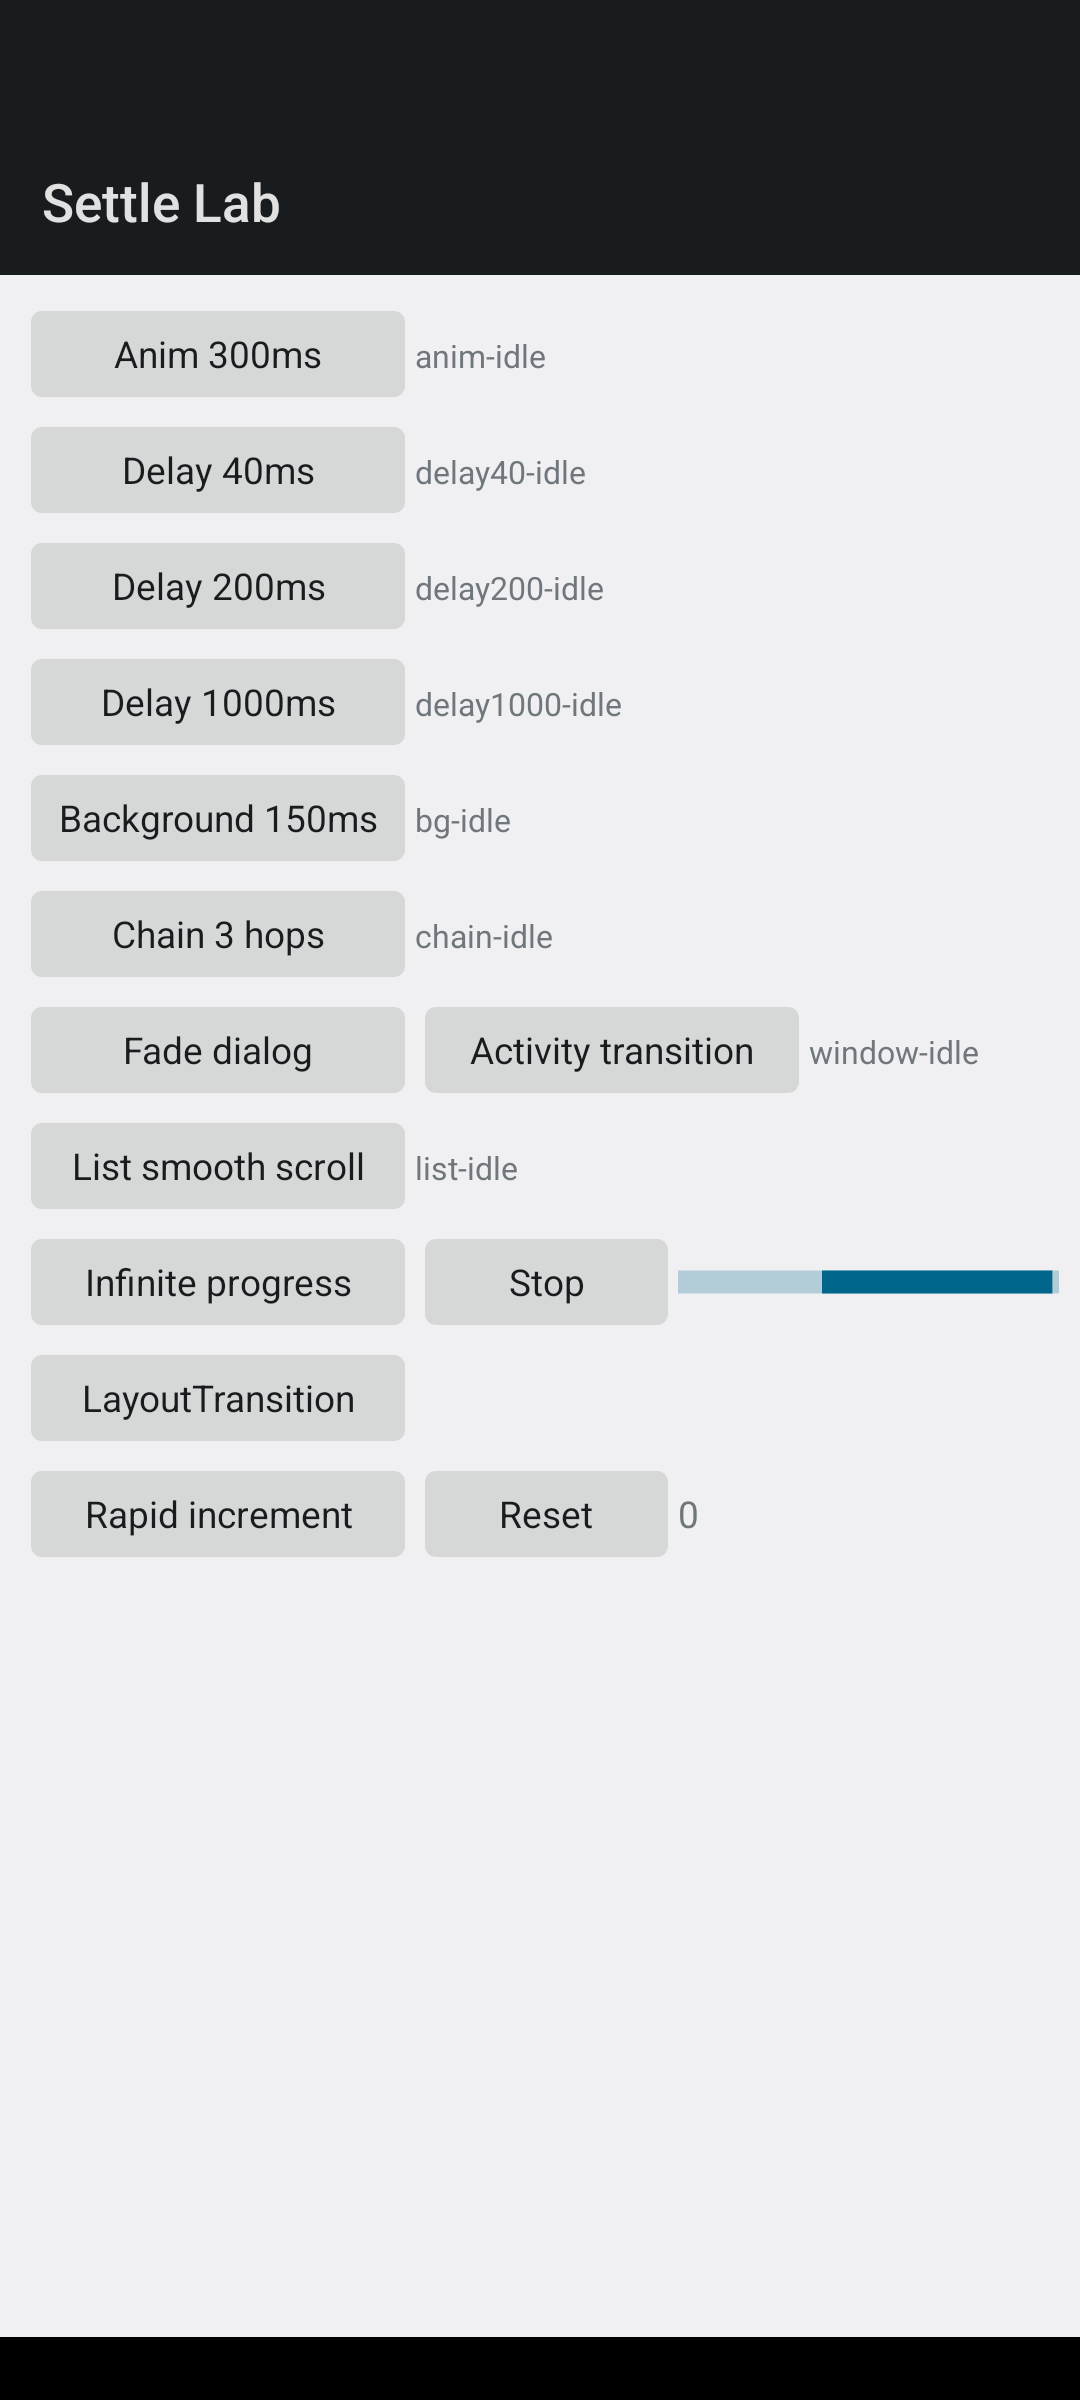 Settle Lab
Anim 300ms anim-idle
Delay 40ms delay40-idle
Delay 200ms delay200-idle
Delay 1000ms delay1000-idle
Background 150ms bg-idle
Chain 3 hops chain-idle
Fade dialog Activity transition window-idle
List smooth scroll list-idle
Infinite progress Stop
LayoutTransition
Rapid increment Reset 0